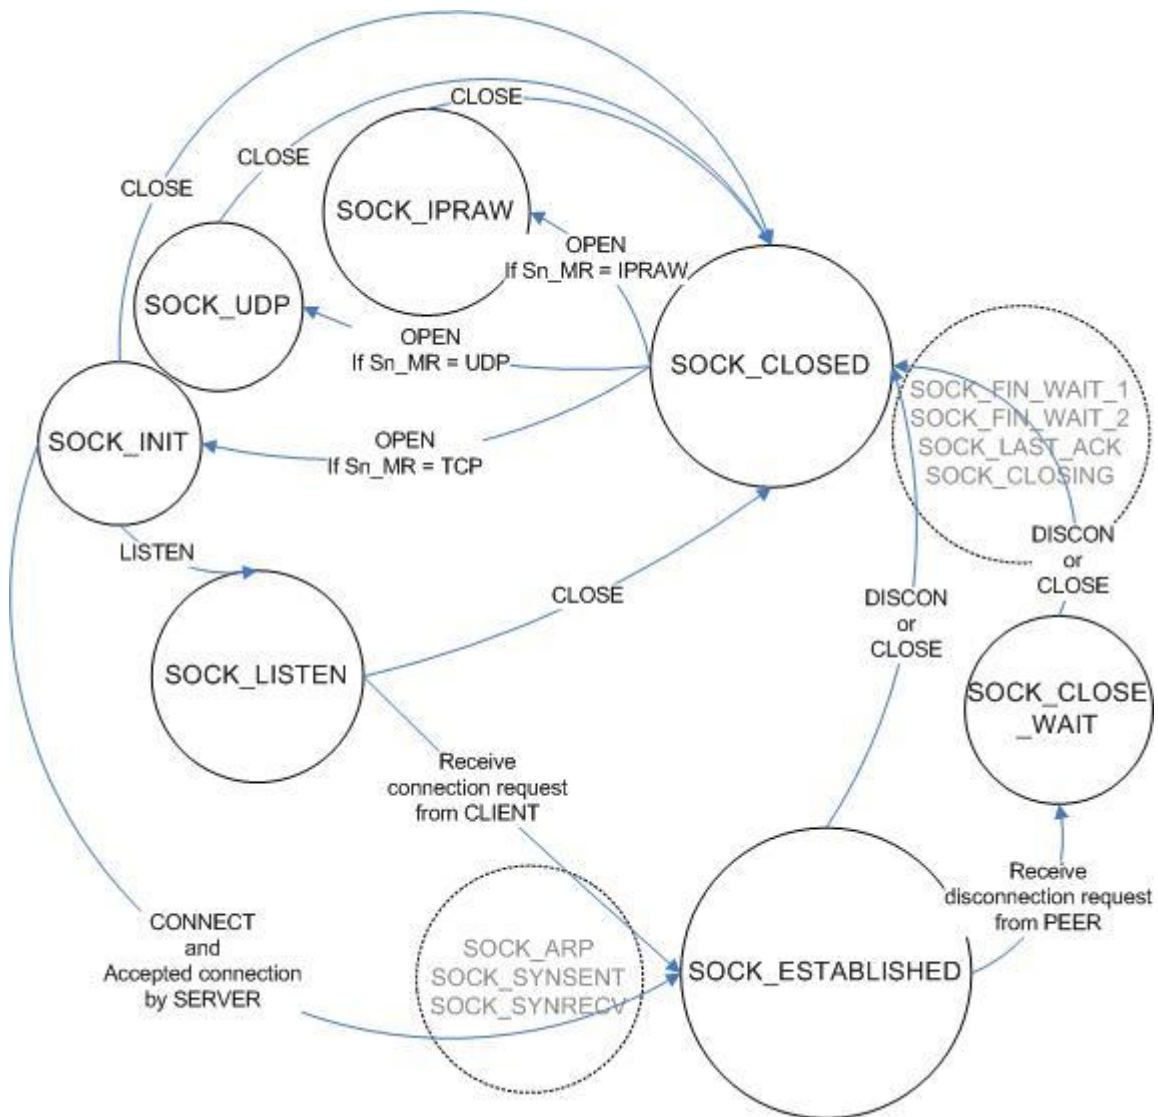 CLOSE
CLOSE
CLOSE
SOCK_IPRAW
OPEN
If Sn_MR = IPRAW
SOCK_UDP
OPEN
If Sn_MR = UDP
SOCK_CLOSED
SOCK_FIN_WAIT_1
SOCK_FIN_WAIT_2
SOCK_LAST_ACK
SOCK_CLOSING
SOCK_INIT
OPEN
If Sn_MR = TCP
LISTEN
DISCON
or
CLOSE
CLOSE
DISCON
or
CLOSE
SOCK_LISTEN
SOCK_CLOSE
_WAIT
Receive
connection request
from CLIENT
Receive
disconnection request
from PEER
CONNECT
and
Accepted connection
by SERVER
SOCK_ARP
SOCK_SYNSENT
SOCK_SYNRECV
SOCK_ESTABLISHED